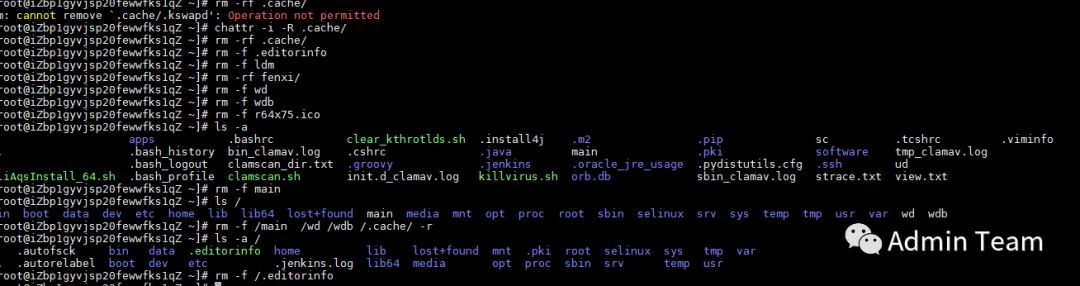 rm -rf .cache/
m: cannot remove `.cache/.kswapd': Operation not permitted
root@iZbp1gyvjsp20fewwfks1qZ ~]# chattr -i -R .cache/
root@iZbp1gyvjsp20fewwfks1qZ ~]# rm -rf .cache/
root@iZbp1gyvjsp20fewwfks1qZ ~]# rm -f .editorinfo
root@iZbp1gyvjsp20fewwfks1qZ ~]# rm -f ldm
root@iZbp1gyvjsp20fewwfks1qZ ~]# rm -rf fenxi/
root@iZbp1gyvjsp20fewwfks1qZ ~]# rm -f wd
root@iZbp1gyvjsp20fewwfks1qZ ~]# rm -f wdb
root@iZbp1gyvjsp20fewwfks1qZ ~]# rm -f r64x75.ico
root@iZbp1gyvjsp20fewwfks1qZ ~]# ls -a
apps .bashrc clear_kthrotlds.sh .install4j .m2 .pip sc .tcshrc .viminfo
. .bash_history bin_clamav.log .cshrc .java main .pki software tmp_clamav.log
.bash_logout clamscan_dir.txt .groovy .jenkins .oracle_jre_usage .pydistutils.cfg .ssh ud
liAqsInstall_64.sh .bash_profile clamscan.sh init.d_clamav.log killvirus.sh orb.db sbin_clamav.log strace.txt view.txt
root@iZbp1gyvjsp20fewwfks1qZ ~]# rm -f main
root@iZbp1gyvjsp20fewwfks1qZ ~]# ls /
in boot data dev etc home lib lib64 lost+found main media mnt opt proc root sbin selinux srv sys temp tmp usr var wd wdb
root@iZbp1gyvjsp20fewwfks1qZ ~]# rm -f /main /wd /wdb /.cache/ -r
root@iZbp1gyvjsp20fewwfks1qZ ~]# ls -a /
. .autofsck bin data .editorinfo home lib lost+found mnt .pki root selinux sys tmp var
. .autorelabel boot dev etc .jenkins.log lib64 media opt proc sbin srv temp usr
root@iZbp1gyvjsp20fewwfks1qZ ~]# rm -f /.editorinfo
Admin Team